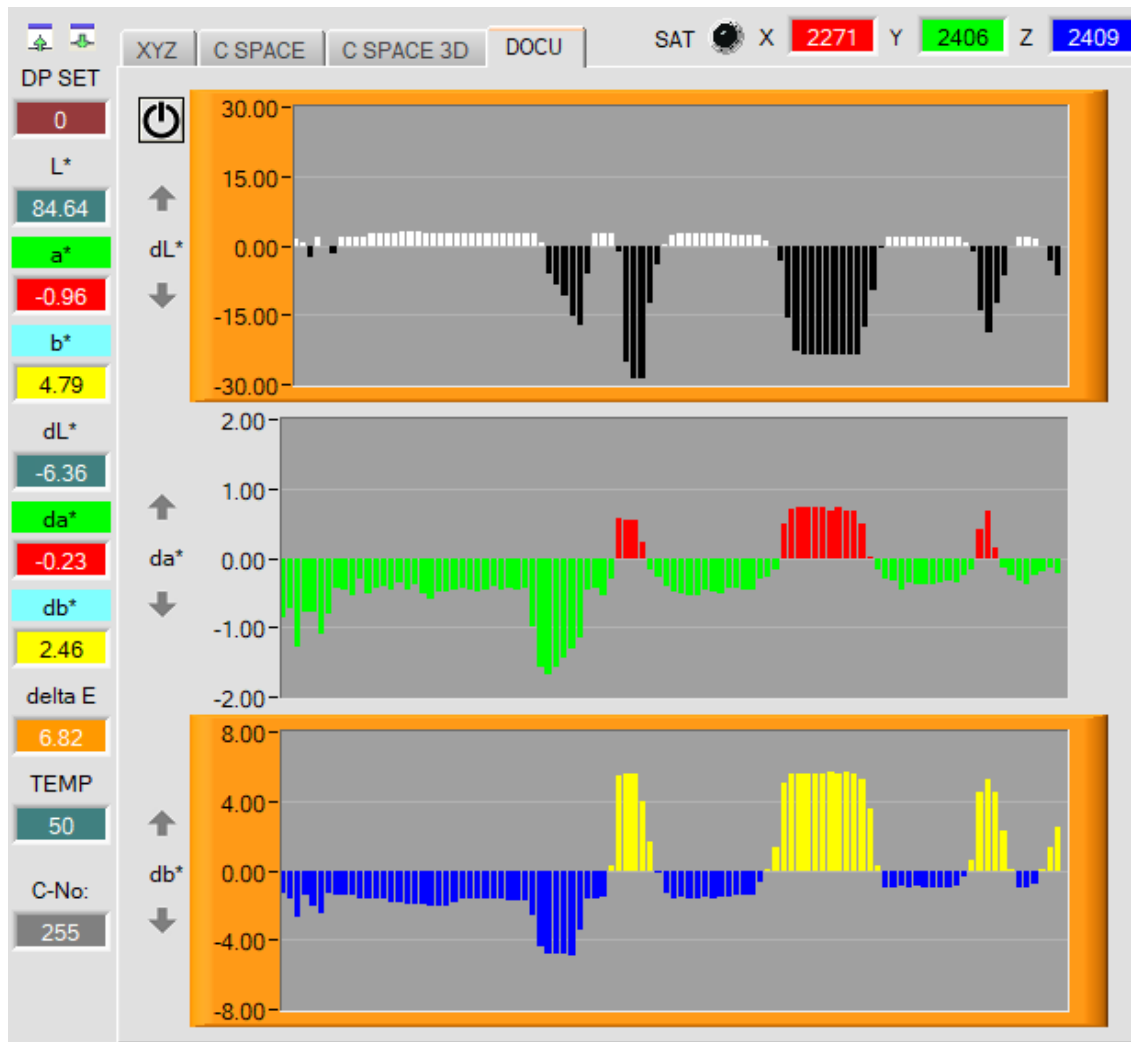 XYZ C SPACE C SPACE 3D DOCU SAT X 2271 Y 2406 Z 2409
DP SET
0
L*
84.64
a*
-0.96
b*
4.79
dL*
-6.36
da*
-0.23
db*
2.46
delta E
6.82
TEMP
50
C-No:
255
30.00
15.00
dL*
0.00
-15.00
-30.00
2.00
1.00
da*
0.00
-1.00
-2.00
8.00
4.00
db*
0.00
-4.00
-8.00